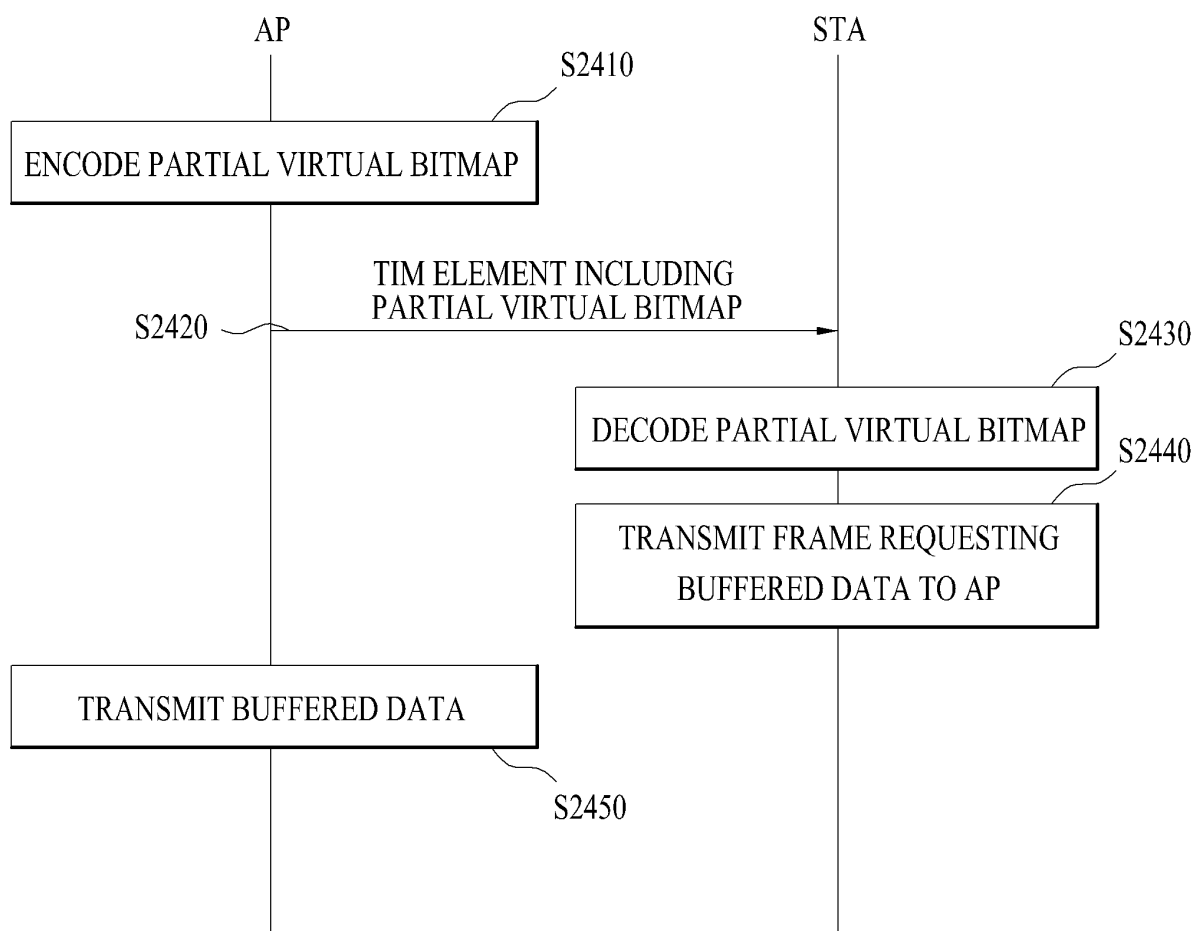 AP
STA
S2410
ENCODE PARTIAL VIRTUAL BITMAP
TIM ELEMENT INCLUDING
PARTIAL VIRTUAL BITMAP
S2420
S2430
DECODE PARTIAL VIRTUAL BITMAP
S2440
TRANSMIT FRAME REQUESTING
BUFFERED DATA TO AP
TRANSMIT BUFFERED DATA
S2450